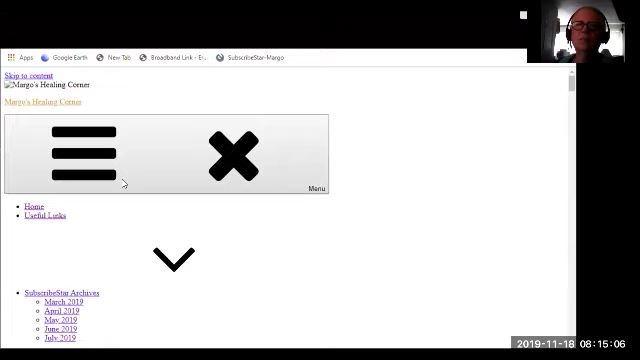 Apps Google Earth New Tab Broadband Link - Er... SubscribeStar-Margo
Skip to content
Margo's Healing Corner
Margo's Healing Corner
Menu
Home
Useful Links
SubscribeStar Archives
March 2019
April 2019
May 2019
June 2019
July 2019
2019-11-18 08:15:06